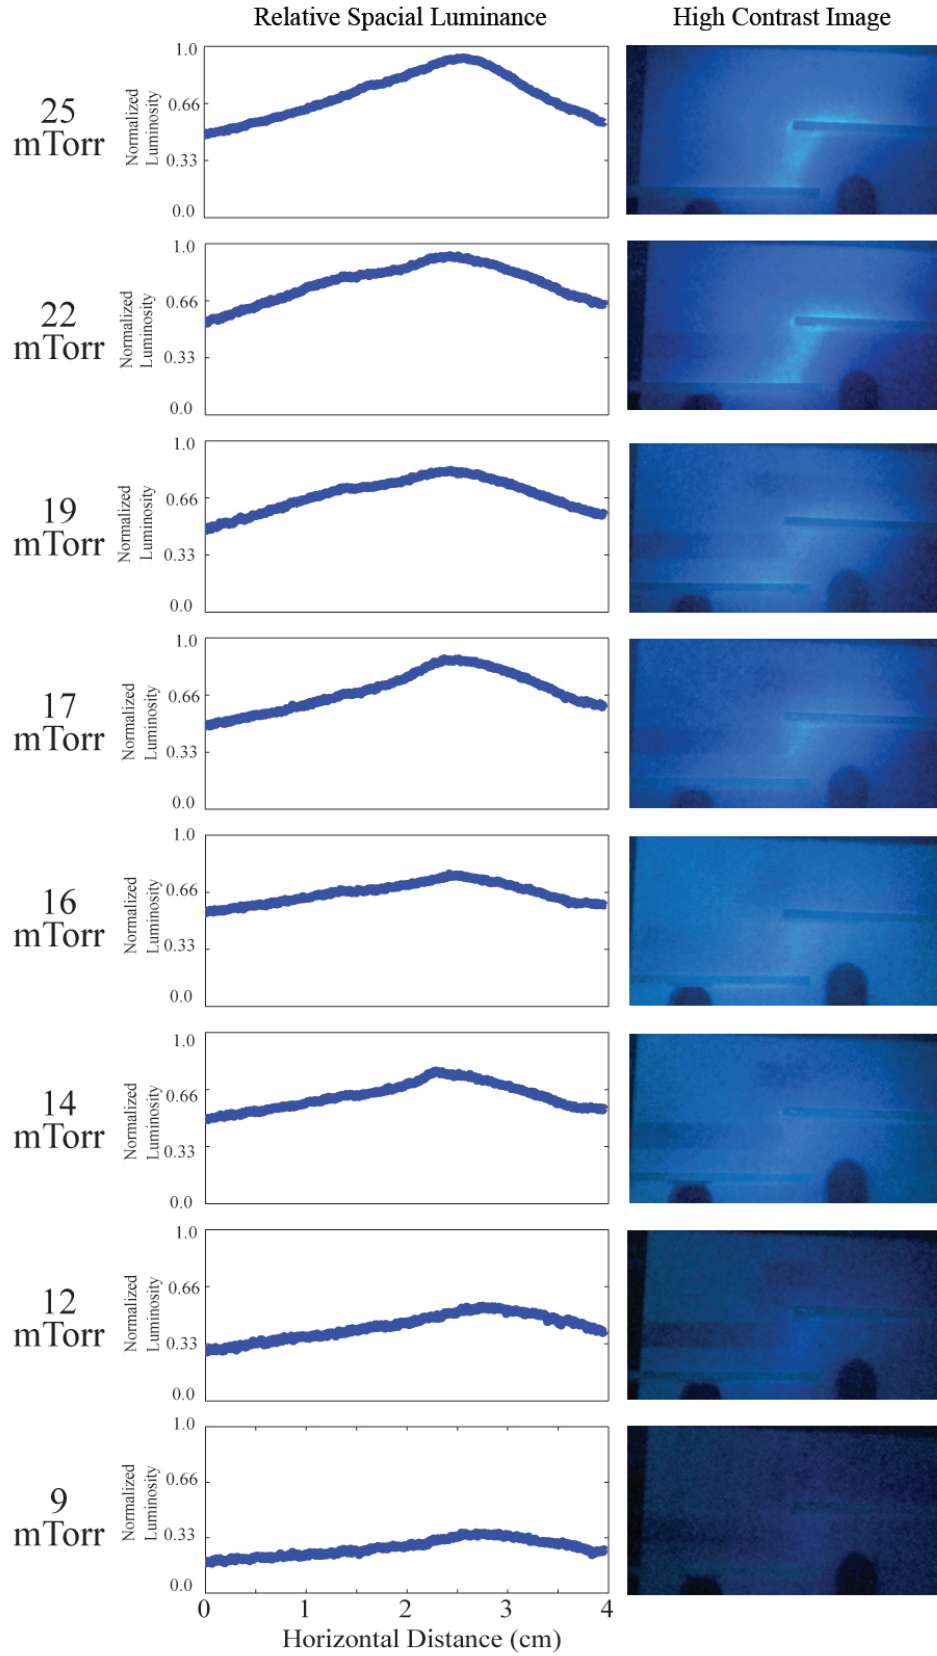 Relative Spacial Luminance
High Contrast Image
25
mTorr
Normalized
Luminosity
1.0
0.66
0.33
0.0
22
mTorr
Normalized
Luminosity
1.0
0.66
0.33
0.0
19
mTorr
Normalized
Luminosity
1.0
0.66
0.33
0.0
17
mTorr
Normalized
Luminosity
1.0
0.66
0.33
0.0
16
mTorr
Normalized
Luminosity
1.0
0.66
0.33
0.0
14
mTorr
Normalized
Luminosity
1.0
0.66
0.33
0.0
12
mTorr
Normalized
Luminosity
1.0
0.66
0.33
0.0
9
mTorr
Normalized
Luminosity
1.0
0.66
0.33
0.0
0 1 2 3 4
Horizontal Distance (cm)